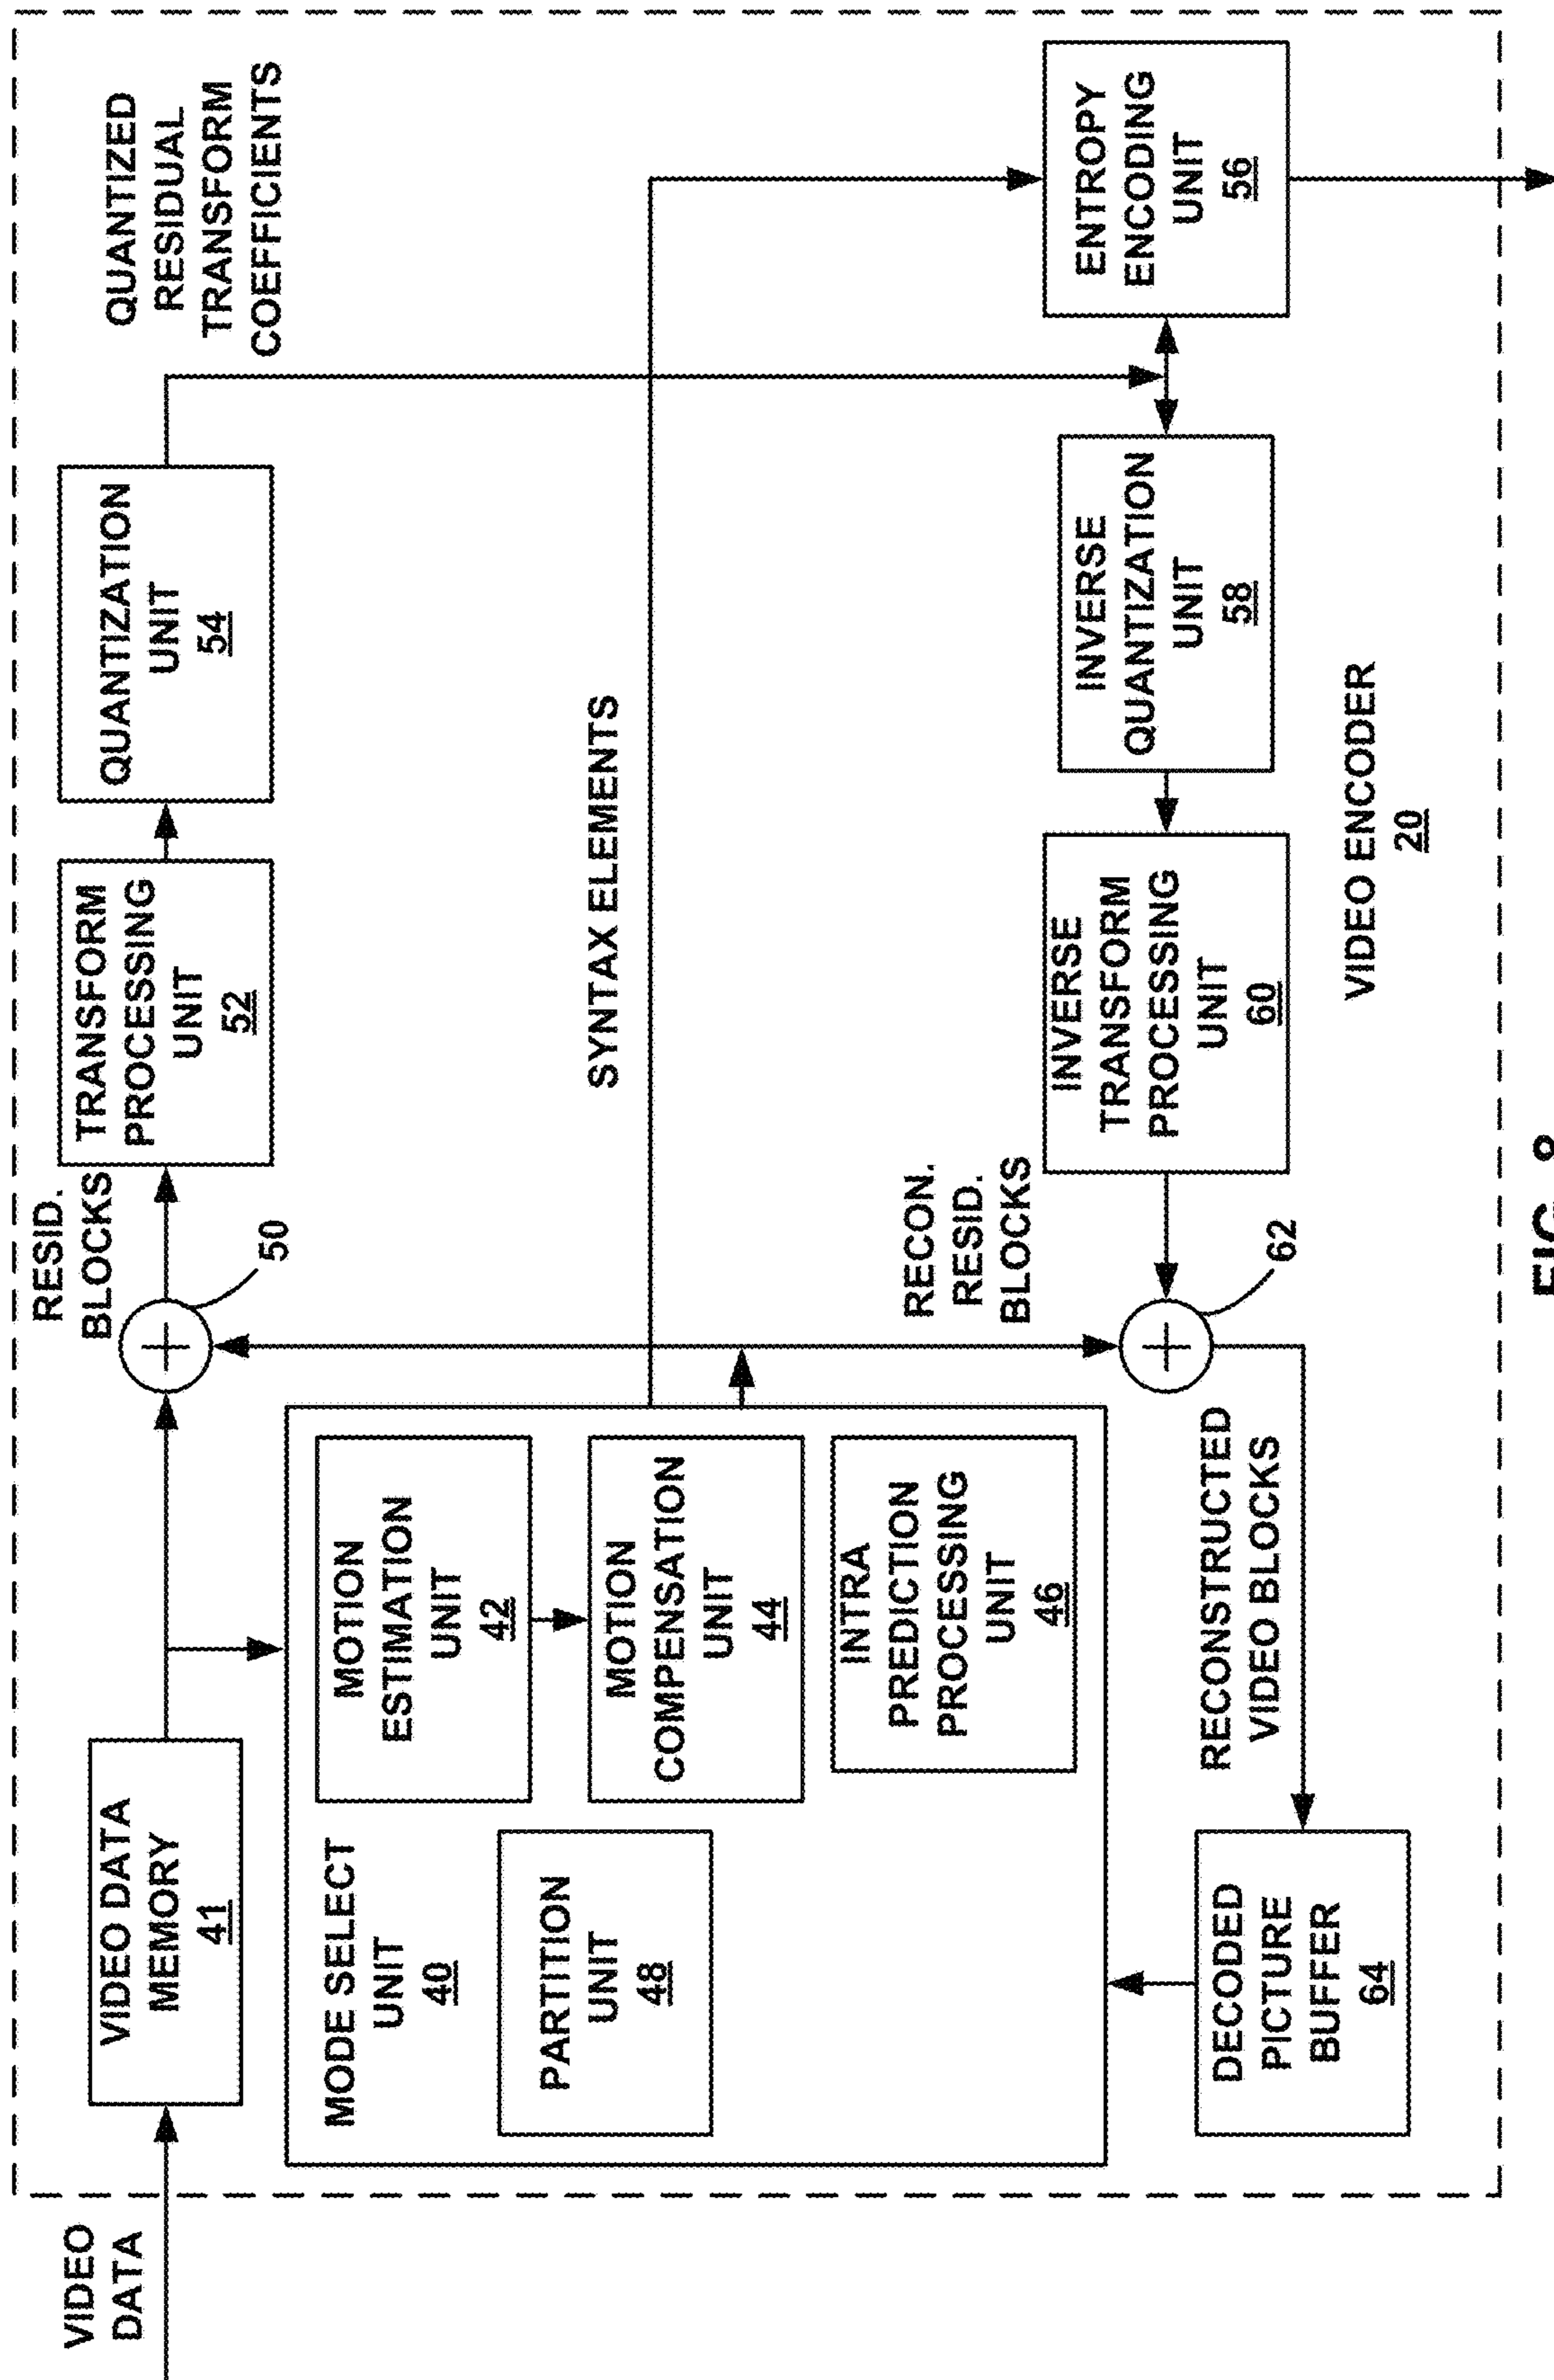 VIDEO
DATA
VIDEO DATA
MEMORY
41
RESID.
BLOCKS
50
TRANSFORM
PROCESSING
UNIT
52
QUANTIZATION
UNIT
54
QUANTIZED
RESIDUAL
TRANSFORM
COEFFICIENTS
MODE SELECT
UNIT
40
PARTITION
UNIT
48
MOTION
ESTIMATION
UNIT
42
MOTION
COMPENSATION
UNIT
44
INTRA
PREDICTION
PROCESSING
UNIT
46
SYNTAX ELEMENTS
RECON.
RESID.
BLOCKS
62
INVERSE
TRANSFORM
PROCESSING
UNIT
60
INVERSE
QUANTIZATION
UNIT
58
ENTROPY
ENCODING
UNIT
56
RECONSTRUCTED
VIDEO BLOCKS
DECODED
PICTURE
BUFFER
64
VIDEO ENCODER
20